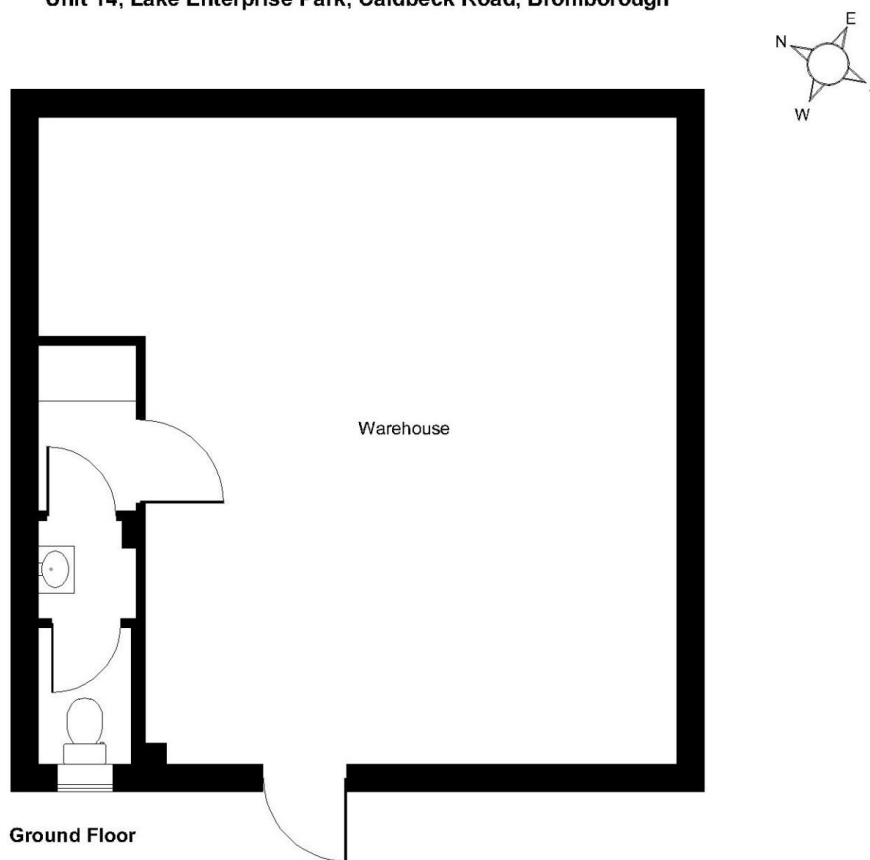 Unit 14, Lake Enterprise Park, Caldbeck Road, Bromborough
E
N
W
Warehouse
Ground Floor